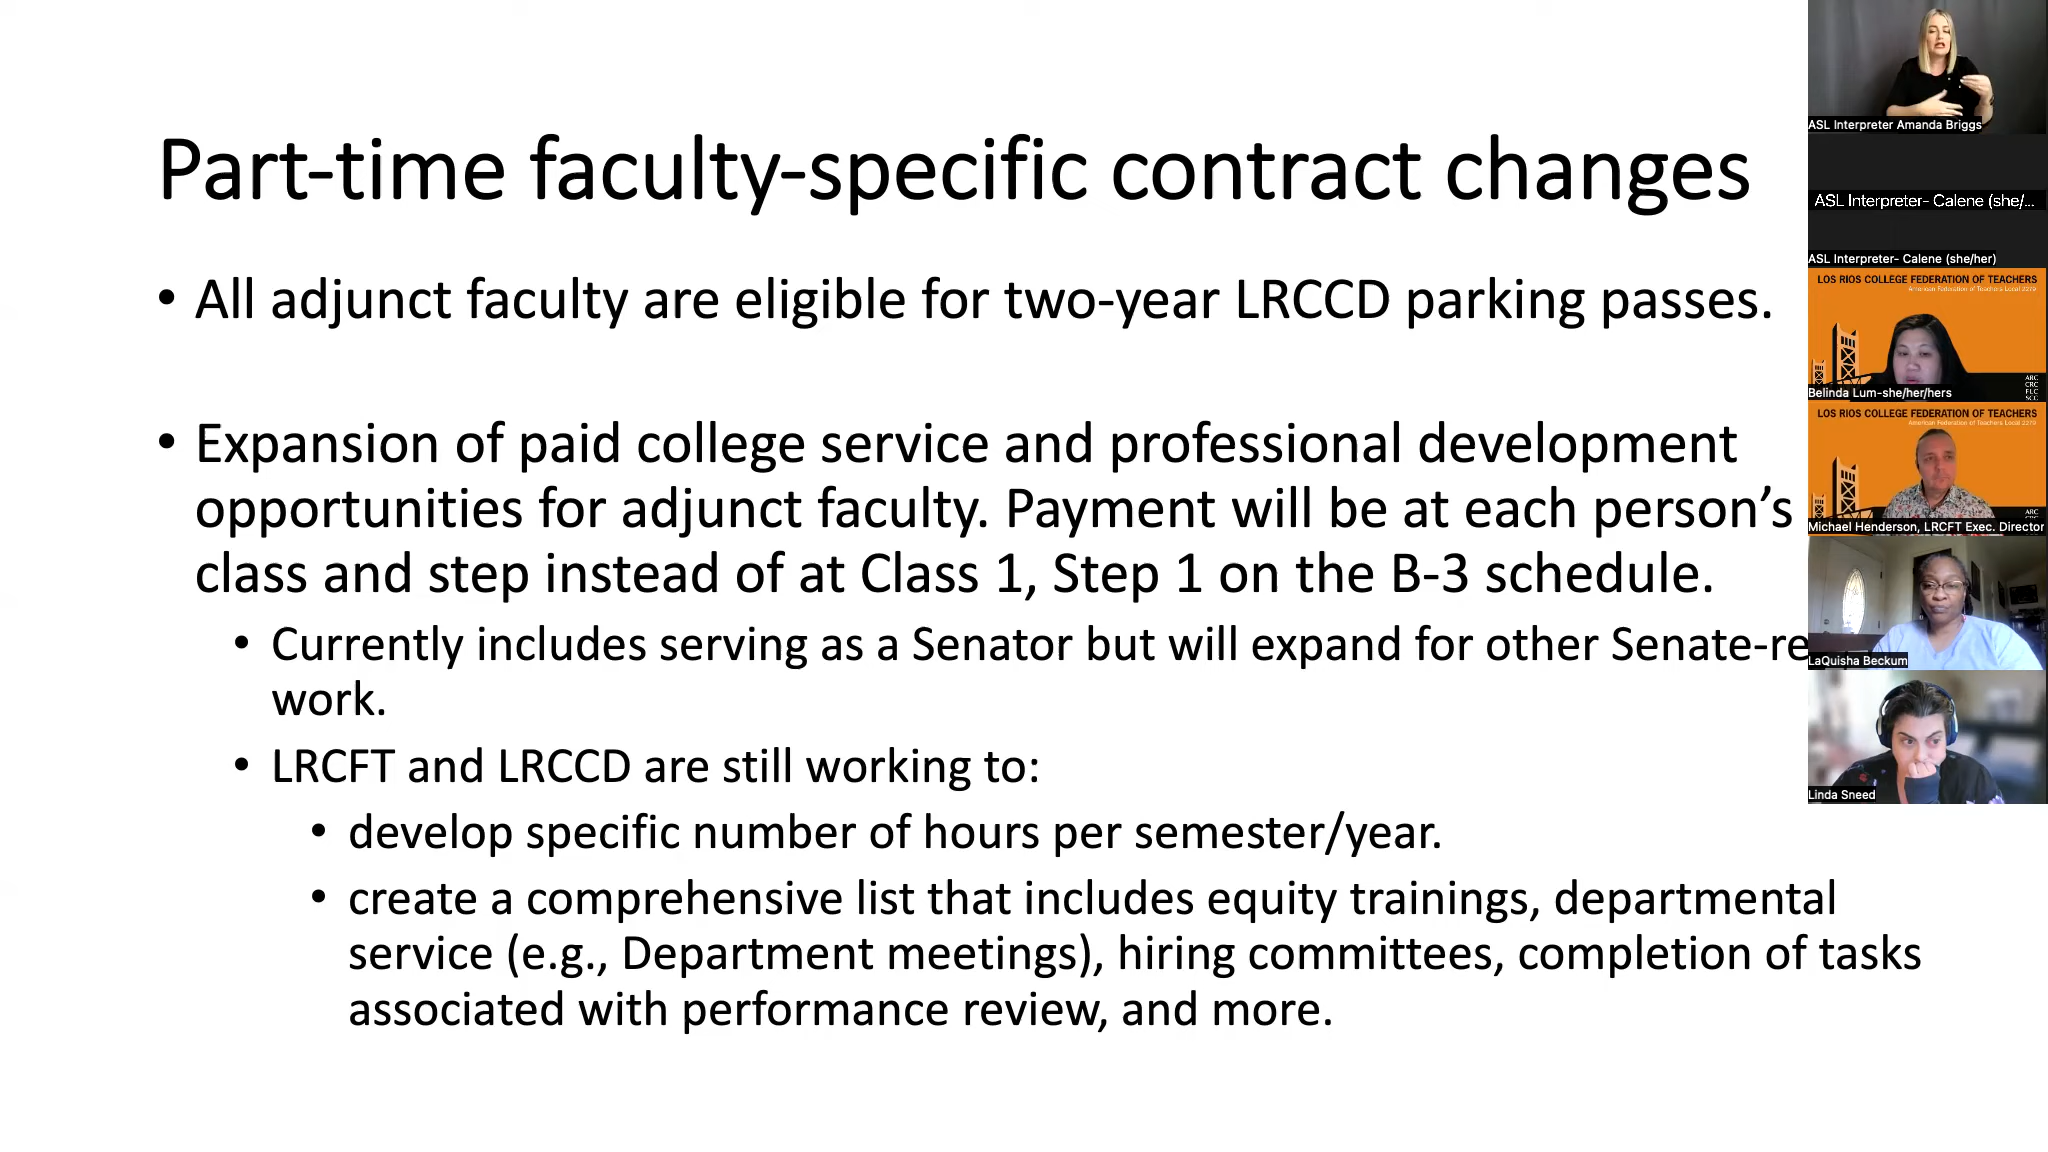 Part-time faculty-specific contract changes
• All adjunct faculty are eligible for two-year LRCCD parking passes.
• Expansion of paid college service and professional development
opportunities for adjunct faculty. Payment will be at each person’s
class and step instead of at Class 1, Step 1 on the B-3 schedule.
• Currently includes serving as a Senator but will expand for other Senate-re
work.
• LRCFT and LRCCD are still working to:
• develop specific number of hours per semester/year.
• create a comprehensive list that includes equity trainings, departmental
service (e.g., Department meetings), hiring committees, completion of tasks
associated with performance review, and more.
ASL Interpreter Amanda Briggs
ASL Interpreter- Calene (she/...
ASL Interpreter- Calene (she/her)
LOS RIOS COLLEGE FEDERATION OF TEACHERS
American Federation of Teachers Local 2279
ARC
CRC
FLC
SCC
Belinda Lum-she/her/hers
LOS RIOS COLLEGE FEDERATION OF TEACHERS
American Federation of Teachers Local 2279
ARC
Michael Henderson, LRCFT Exec. Director
LaQuisha Beckum
Linda Sneed